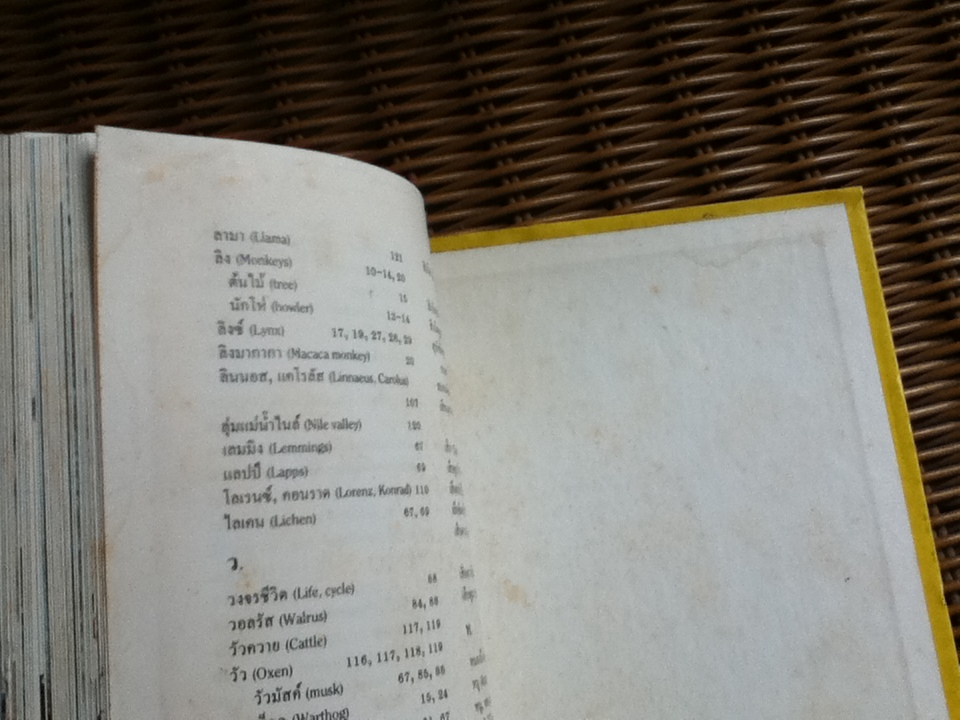 ลามา (Llama) 121
ลิง (Monkeys) 10-14, 20
ต้นไม้ (tree) 15
นักโห่ (howler) 12-14
ลิงซ์ (Lynx) 17, 19, 27, 28, 29
ลิงมากากา (Macaca monkey) 20
ลินนอส, แคโรลัส (Linnaeus, Carolus)
107
ลุ่มแม่น้ำไนล์ (Nile valley) 120
เลมมิง (Lemmings) 67
แลปป์ (Lapps) 69
โลเรนซ์, คอนราด (Lorenz, Konrad) 110
ไลเคน (Lichen) 67, 69
ว.
วงจรชีวิต (Life, cycle) 68
วอลรัส (Walrus) 84, 88
วัวควาย (Cattle) 117, 119
วัว (Oxen) 116, 117, 118, 119
วัวมัสค์ (musk) 67, 85, 86
(Warthog) 15, 24